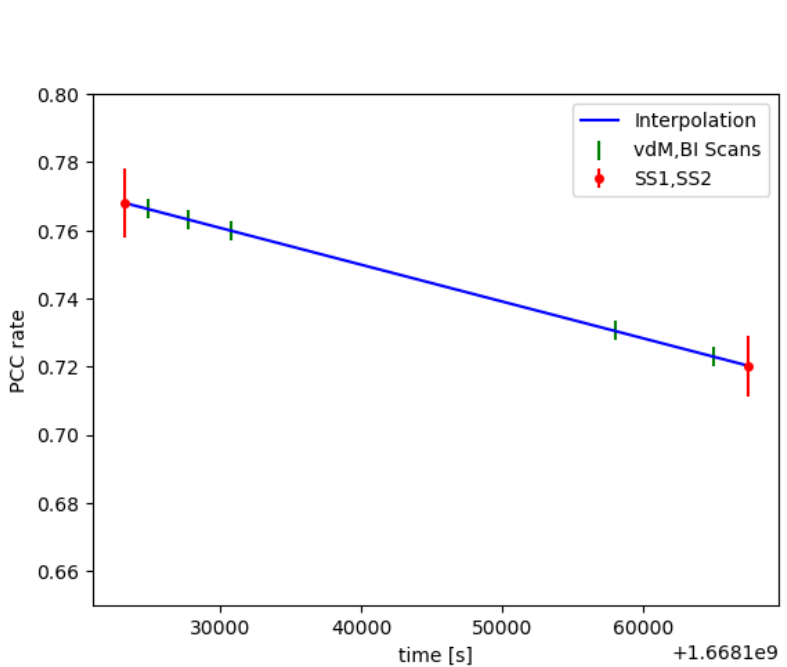 0.80
0.78
0.76
0.74
0.72
0.70
0.68
0.66
PCC rate
Interpolation
vdM,BI Scans
SS1,SS2
30000 40000 50000 60000
time [s]
+1.6681e9